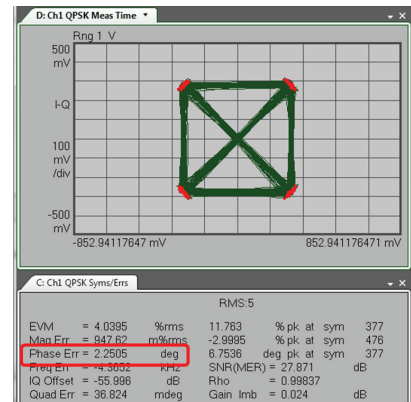 D: Ch1 QPSK Meas Time
Rng 1 V
500
mV
I-Q
100
mV
/div
-500
mV
-852.94117647 mV 852.941176471 mV
C: Ch1 QPSK Syms/Errs
RMS:5
EVM = 4.0395 %rms 11.763 % pk at sym 377
Mag Err = 947.62 m%rms -2.9995 % pk at sym 476
Phase Err = 2.2505 deg 6.7536 deg pk at sym 377
Freq Err = -4.3652 kHz SNR(MER) = 27.871 dB
IQ Offset = -55.996 dB Rho = 0.99837
Quad Err = 36.824 mdeg Gain Imb = 0.024 dB